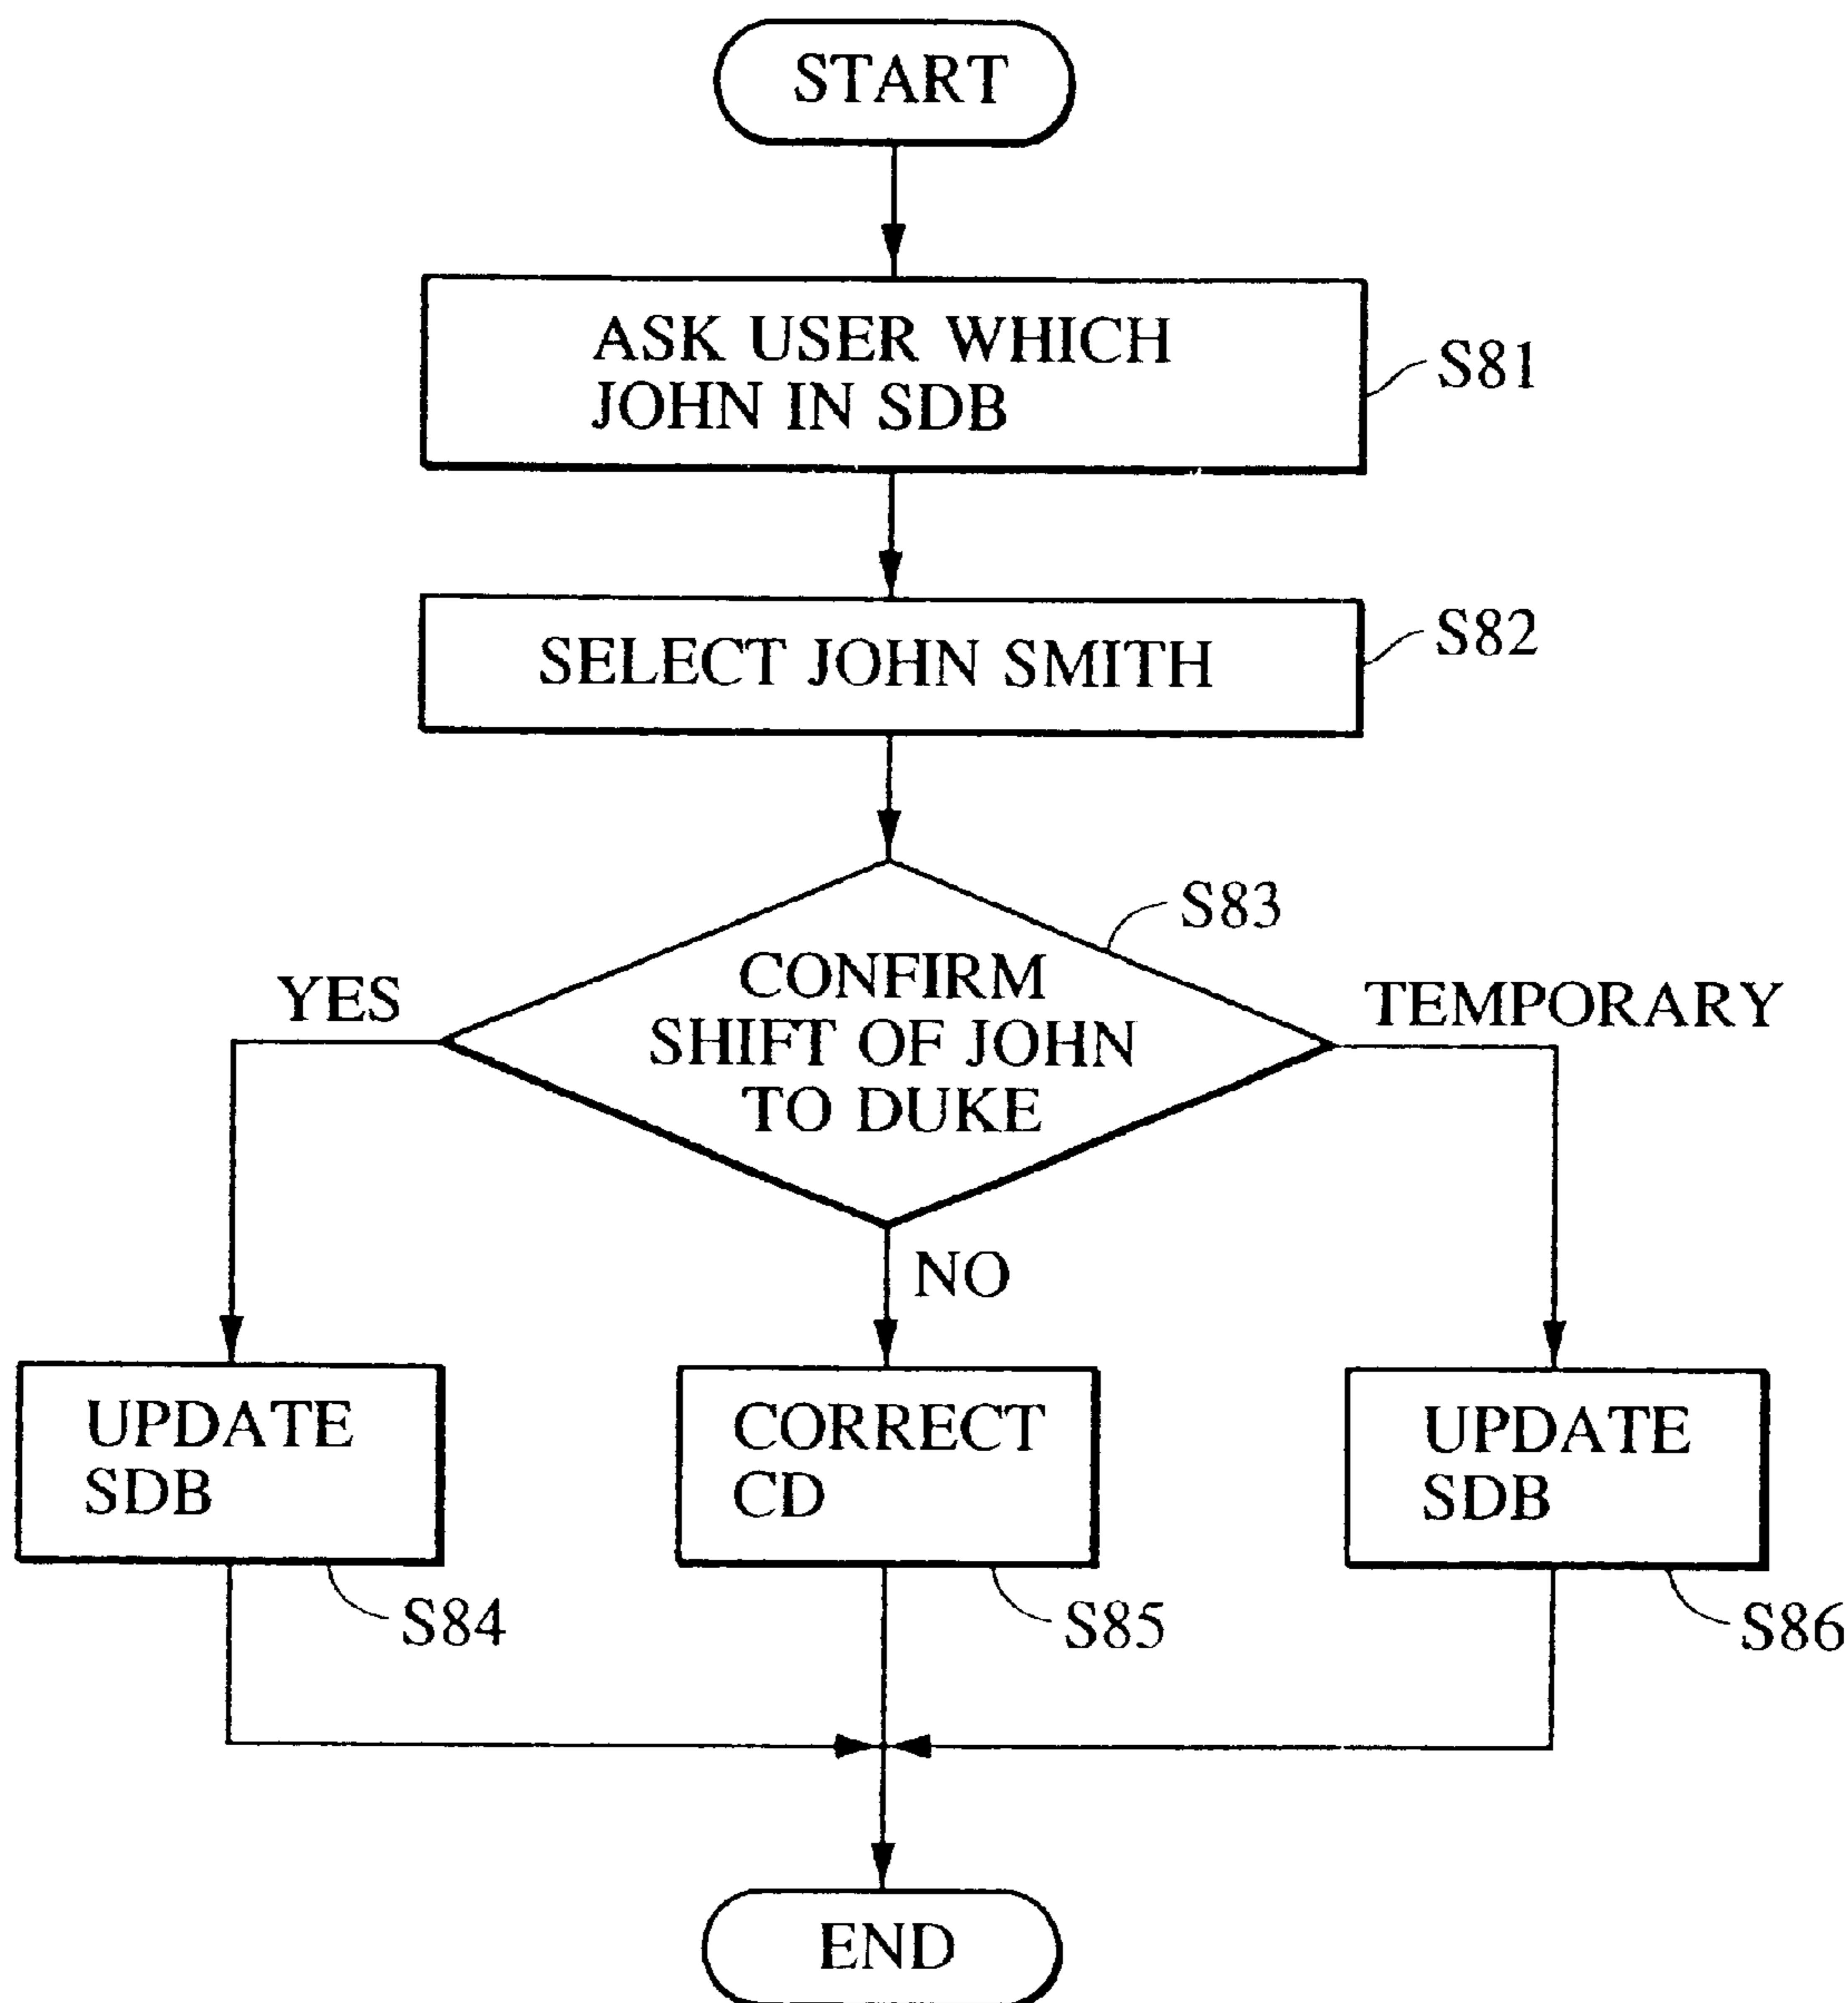 START
ASK USER WHICH
JOHN IN SDB
S81
SELECT JOHN SMITH
S82
S83
CONFIRM
SHIFT OF JOHN
TO DUKE
YES
TEMPORARY
NO
UPDATE
SDB
S84
CORRECT
CD
S85
UPDATE
SDB
S86
END